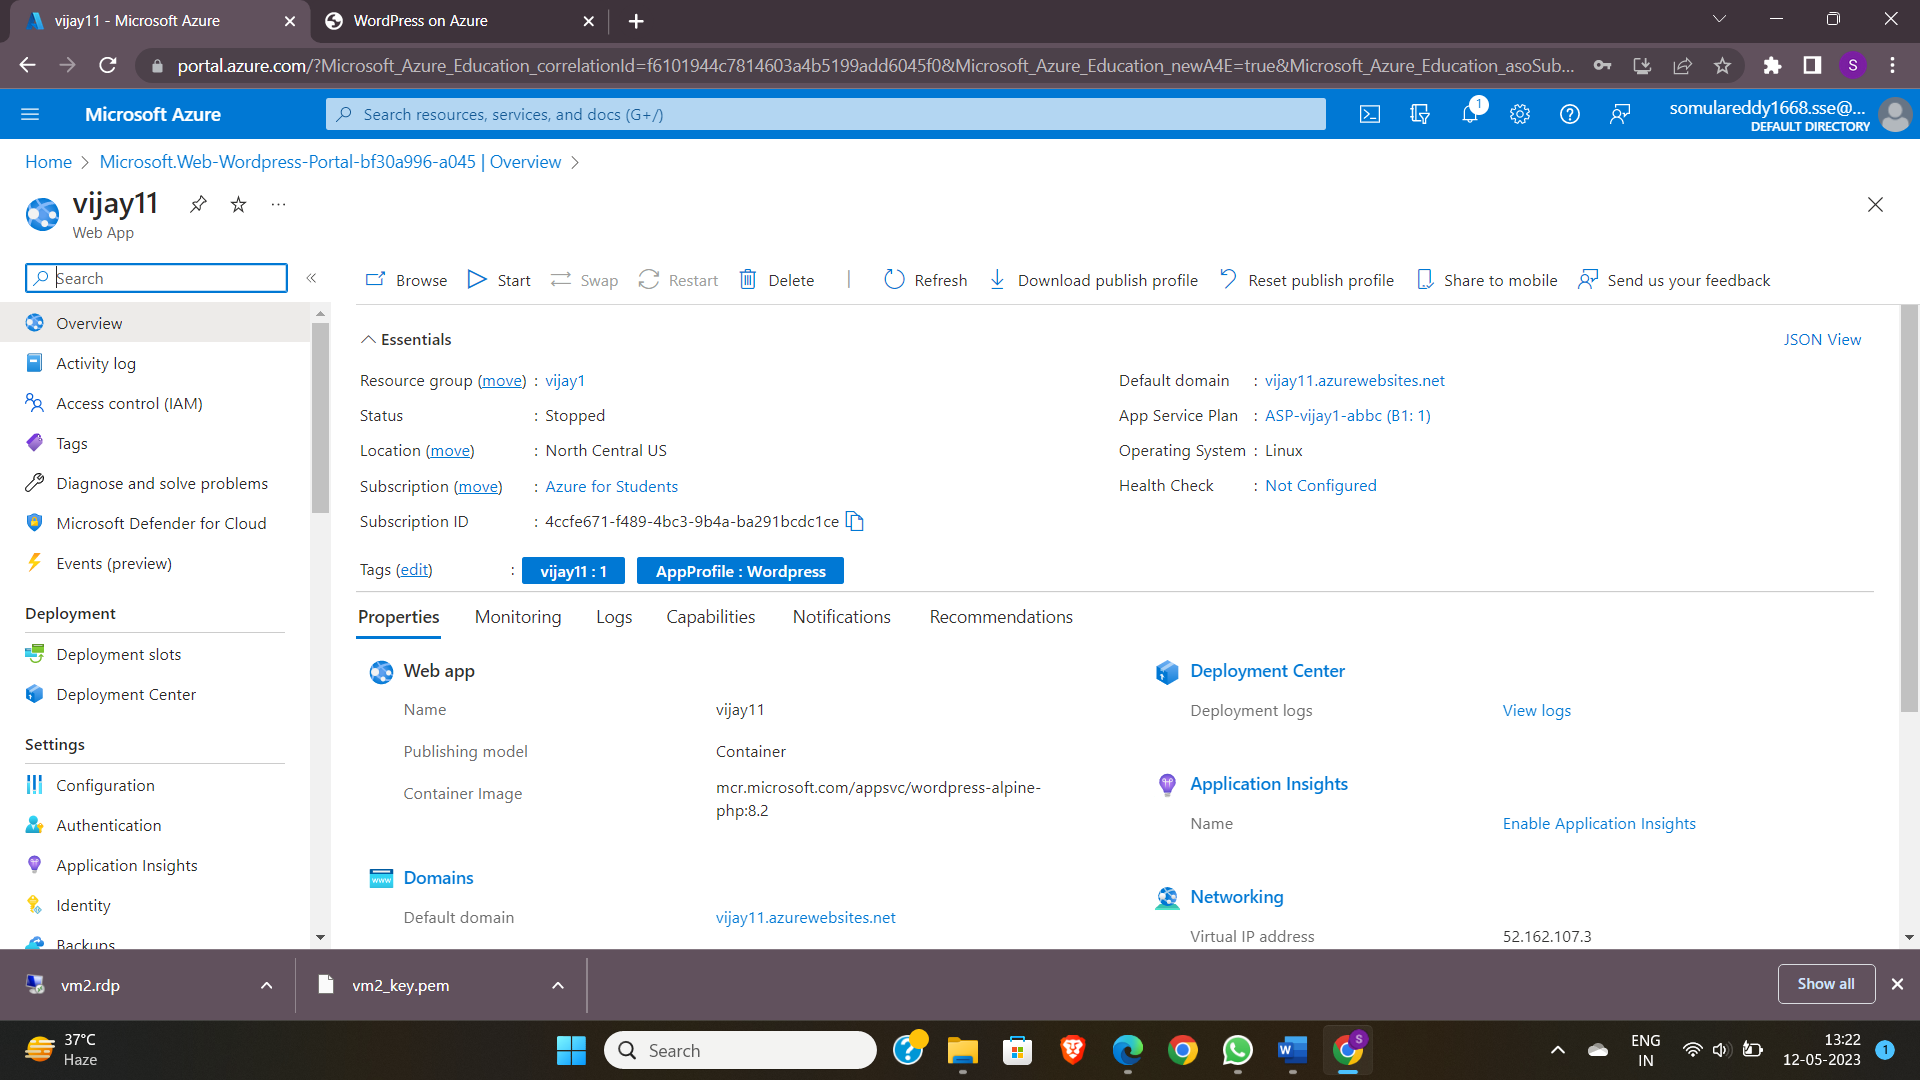 vijay11 - Microsoft Azure
WordPress on Azure
portal.azure.com/?Microsoft_Azure_Education_correlationId=f6101944c7814603a4b5199add6045f0&Microsoft_Azure_Education_newA4E=true&Microsoft_Azure_Education_asoSub...
S
Microsoft Azure
Search resources, services, and docs (G+/)
1
somulareddy1668.sse@...
DEFAULT DIRECTORY
Home > Microsoft.Web-Wordpress-Portal-bf30a996-a045 | Overview >
vijay11
Web App
Search
Browse Start Swap Restart Delete | Refresh Download publish profile Reset publish profile Share to mobile Send us your feedback
Overview
Activity log
Access control (IAM)
Tags
Diagnose and solve problems
Microsoft Defender for Cloud
Events (preview)
Deployment
Deployment slots
Deployment Center
Settings
Configuration
Authentication
Application Insights
Identity
Backups
Essentials
JSON View
Resource group (move) : vijay1
Status : Stopped
Location (move) : North Central US
Subscription (move) : Azure for Students
Subscription ID : 4ccfe671-f489-4bc3-9b4a-ba291bcdc1ce
Default domain : vijay11.azurewebsites.net
App Service Plan : ASP-vijay1-abbc (B1: 1)
Operating System : Linux
Health Check : Not Configured
Tags (edit) : vijay11 : 1 AppProfile : Wordpress
Properties Monitoring Logs Capabilities Notifications Recommendations
Web app
Name vijay11
Publishing model Container
Container Image mcr.microsoft.com/appsvc/wordpress-alpine-
php:8.2
www
Domains
Default domain vijay11.azurewebsites.net
Deployment Center
Deployment logs View logs
Application Insights
Name Enable Application Insights
Networking
Virtual IP address 52.162.107.3
vm2.rdp
vm2_key.pem
Show all
37°C
Haze
Search
W
S
ENG
IN
13:22
12-05-2023
1